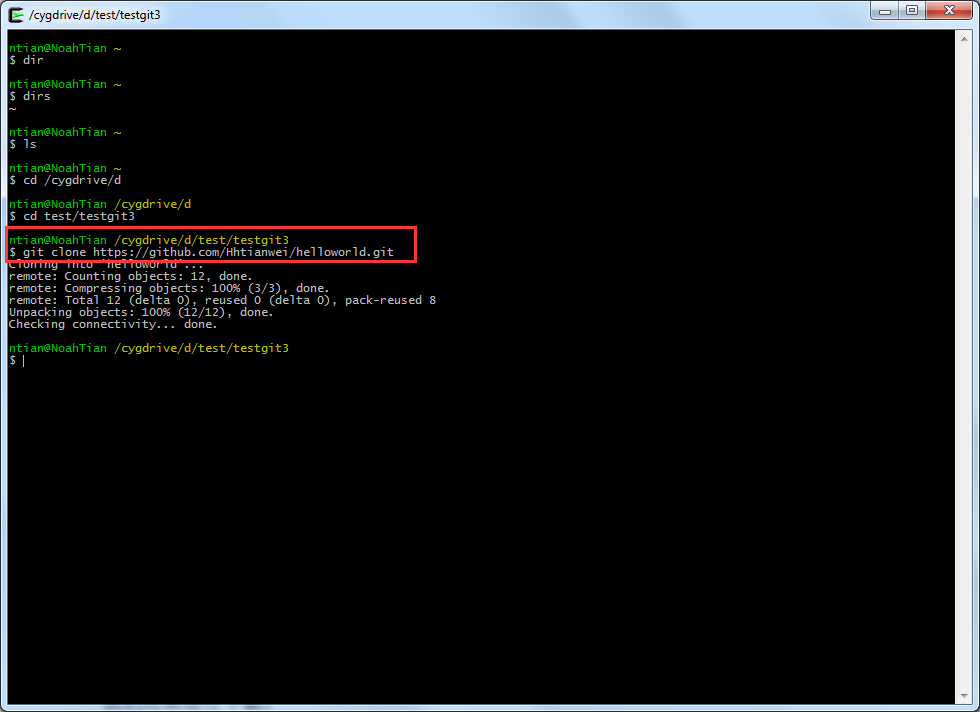 /cygdrive/d/test/testgit3
ntian@NoahTian ~
$ dir
ntian@NoahTian ~
$ dirs
~
ntian@NoahTian ~
$ ls
ntian@NoahTian ~
$ cd /cygdrive/d
ntian@NoahTian /cygdrive/d
$ cd test/testgit3
ntian@NoahTian /cygdrive/d/test/testgit3
$ git clone https://github.com/Hhtianwei/helloworld.git
Cloning into 'helloworld'...
remote: Counting objects: 12, done.
remote: Compressing objects: 100% (3/3), done.
remote: Total 12 (delta 0), reused 0 (delta 0), pack-reused 8
Unpacking objects: 100% (12/12), done.
Checking connectivity... done.
ntian@NoahTian /cygdrive/d/test/testgit3
$